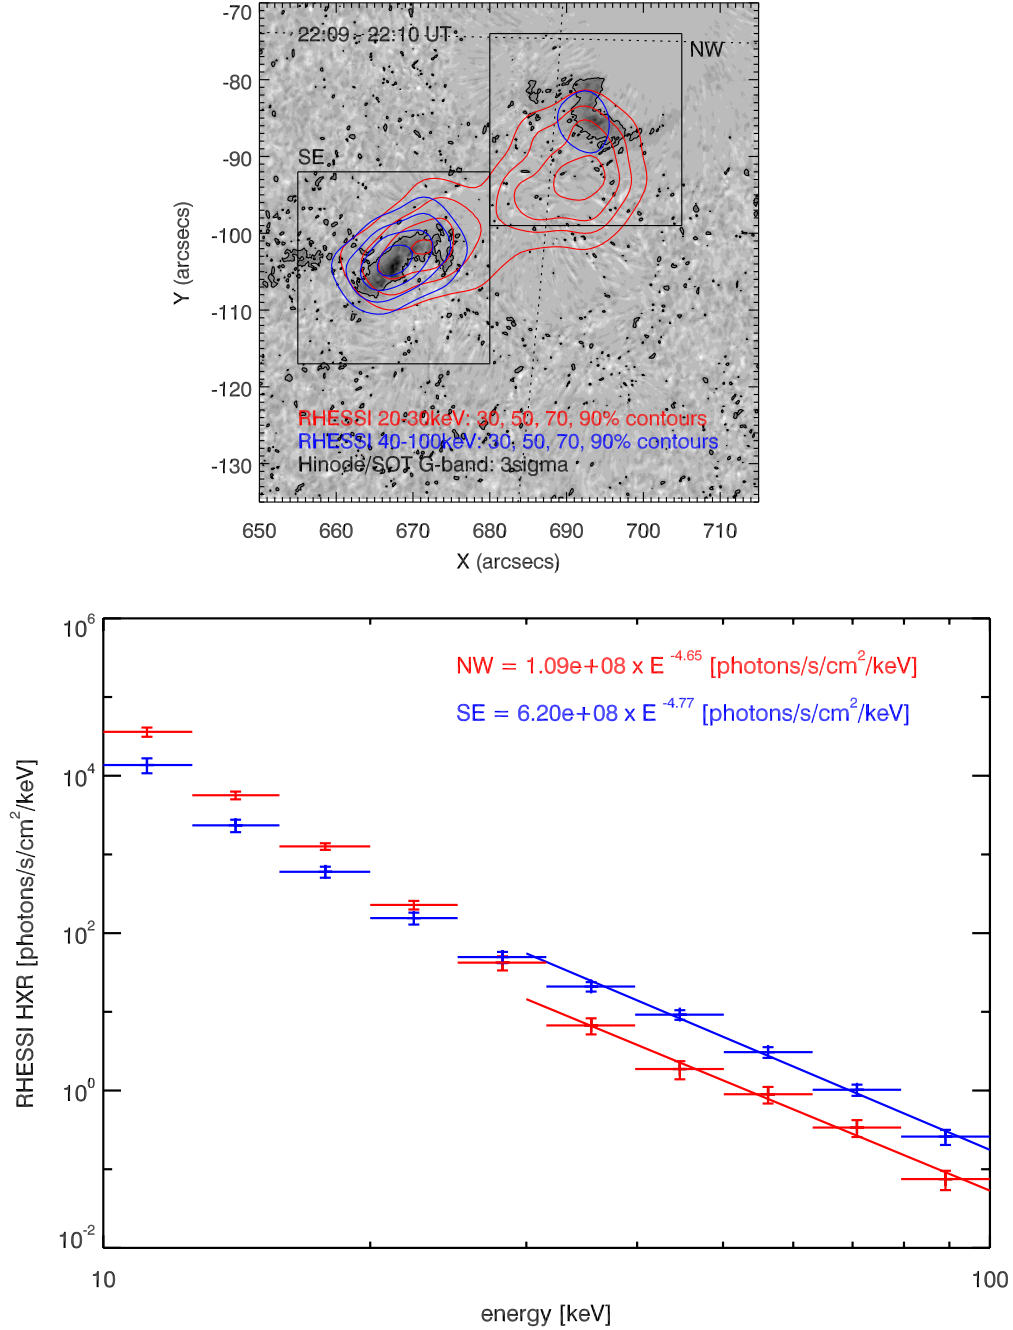 -70
22:09 - 22:10 UT
NW
-80
SE
-90
-100
-110
-120
-130
Y (arcsecs)
RHESSI 20-30keV: 30, 50, 70, 90% contours
RHESSI 40-100keV: 30, 50, 70, 90% contours
Hinode/SOT G-band: 3sigma
650 660 670 680 690 700 710
X (arcsecs)
10^6
10^4
10^2
10^0
10^-2
RHESSI HXR [photons/s/cm^2/keV]
NW = 1.09e+08 x E^-4.65 [photons/s/cm^2/keV]
SE = 6.20e+08 x E^-4.77 [photons/s/cm^2/keV]
10 100
energy [keV]